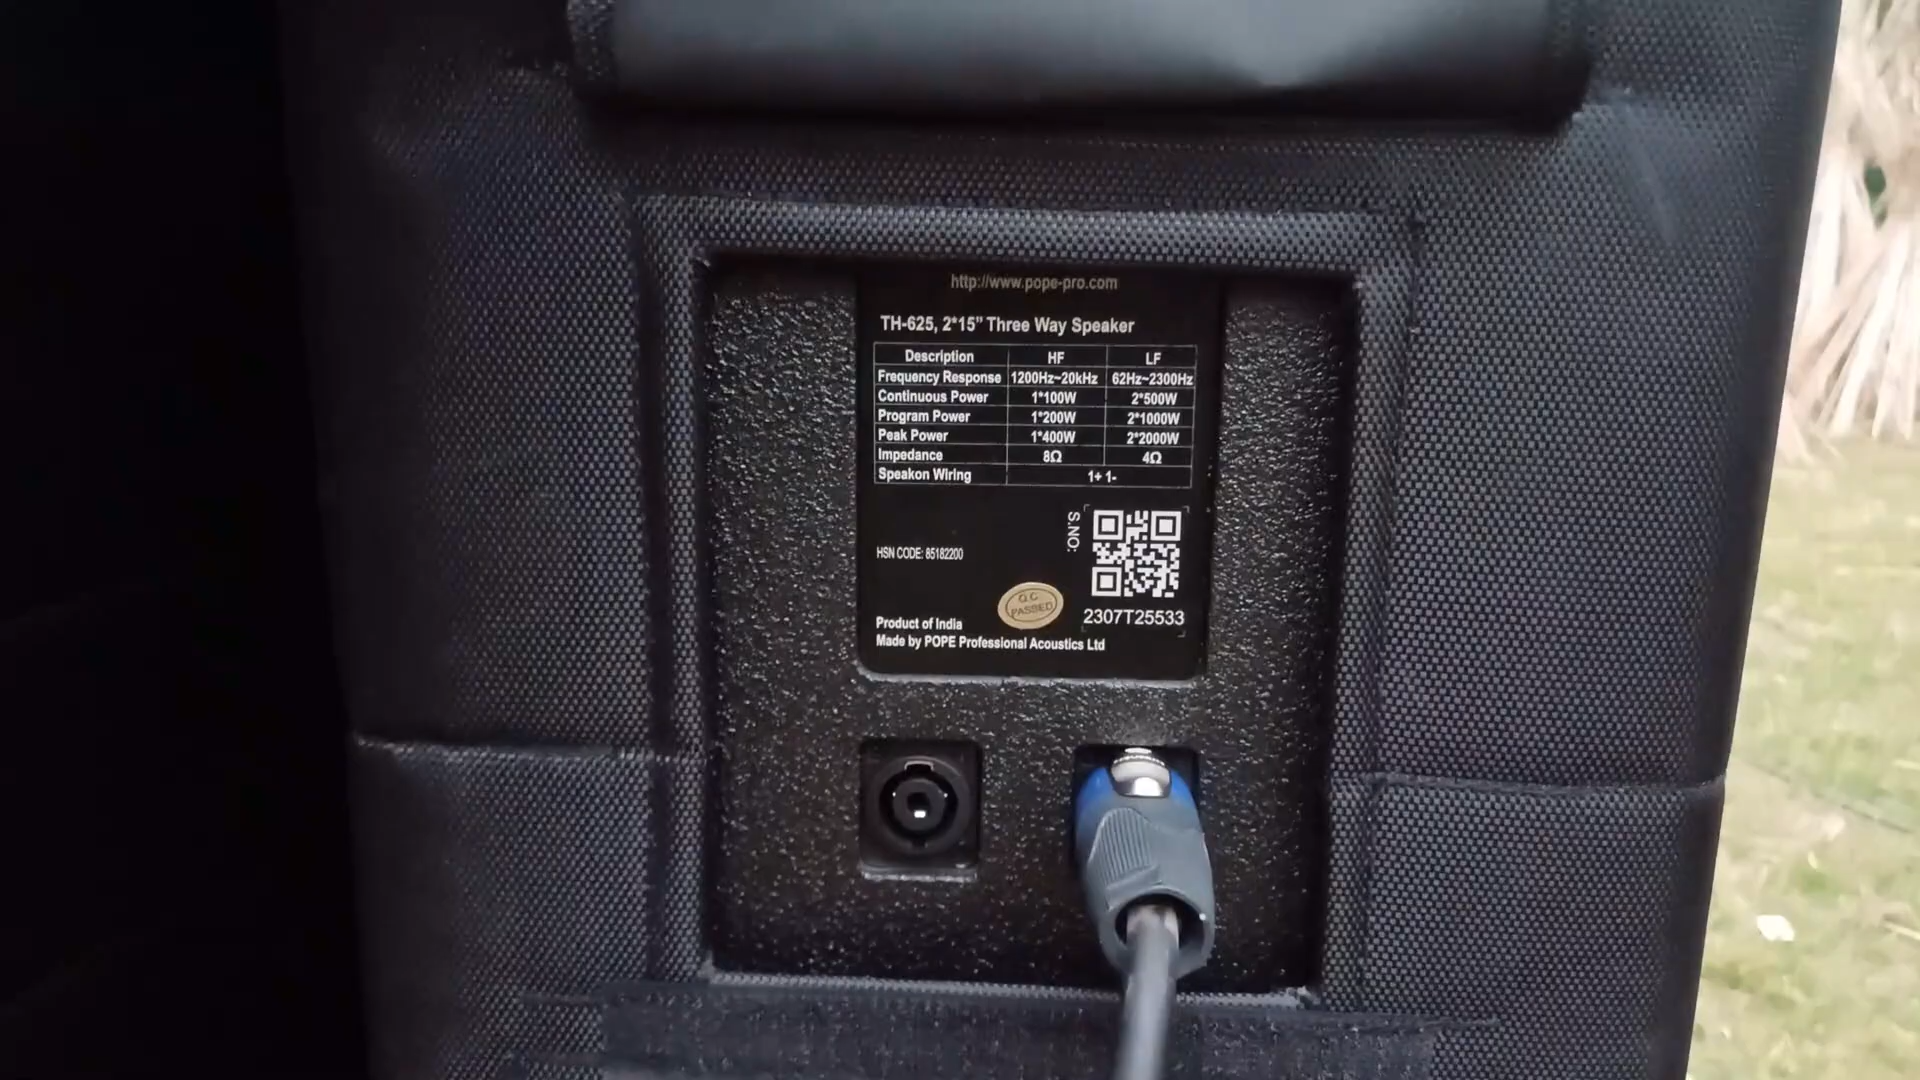 http://www.pope-pro.com
TH-625, 2*15" Three Way Speaker
Description HF LF
Frequency Response 1200Hz~20kHz 62Hz~2300Hz
Continuous Power 1*100W 2*500W
Program Power 1*200W 2*1000W
Peak Power 1*400W 2*2000W
Impedance 8Ω 4Ω
Speakon Wiring 1+ 1-
S.NO:
HSN CODE: 85182200
Q.C
PASSED
2307T25533
Product of India
Made by POPE Professional Acoustics Ltd